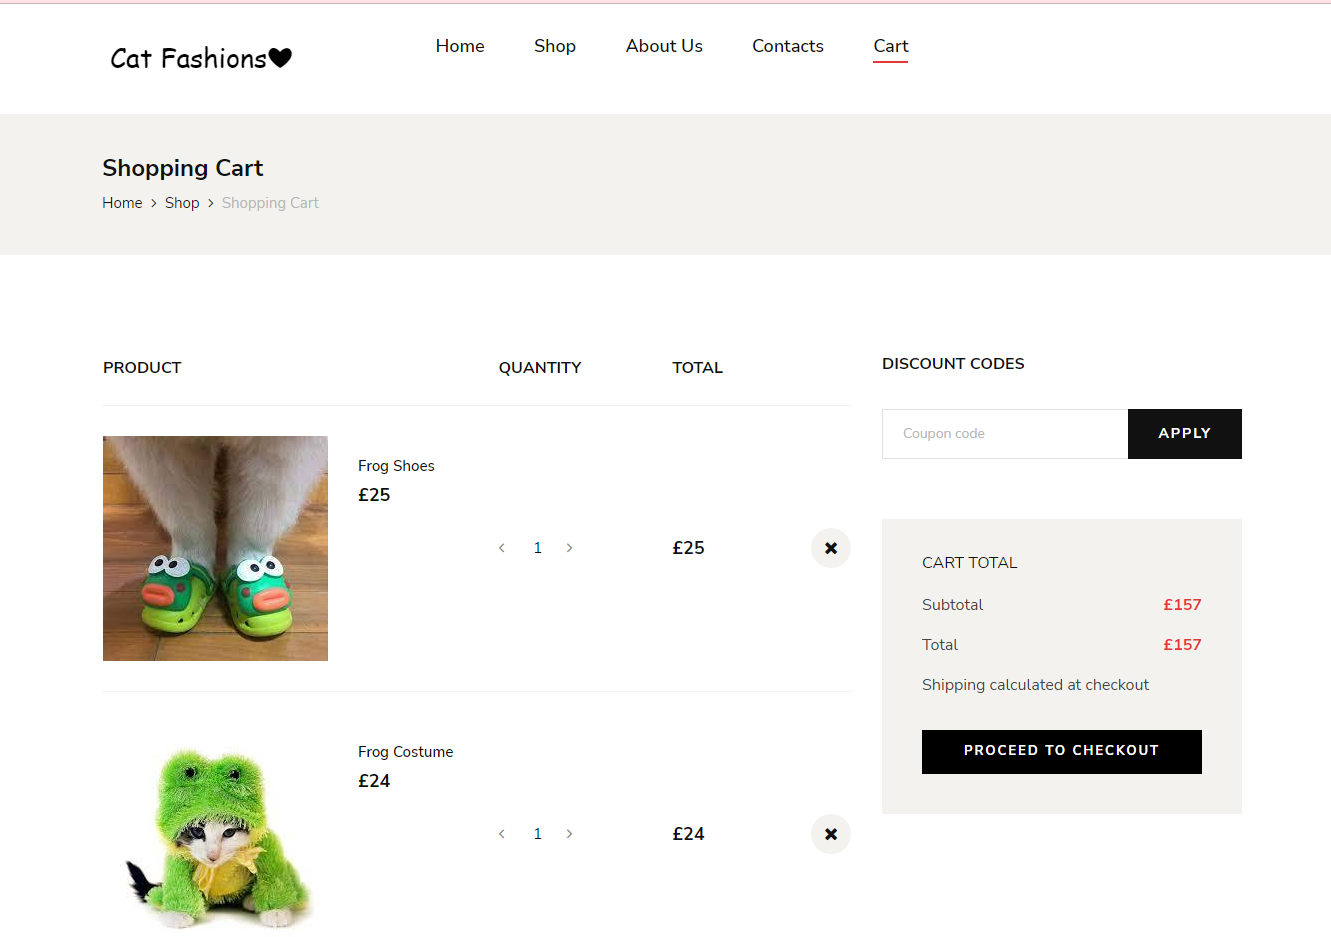 Cat Fashions
Home Shop About Us Contacts Cart
Shopping Cart
Home > Shop > Shopping Cart
PRODUCT QUANTITY TOTAL
Frog Shoes
£25
1 £25
Frog Costume
£24
1 £24
DISCOUNT CODES
Coupon code APPLY
CART TOTAL
Subtotal £157
Total £157
Shipping calculated at checkout
PROCEED TO CHECKOUT